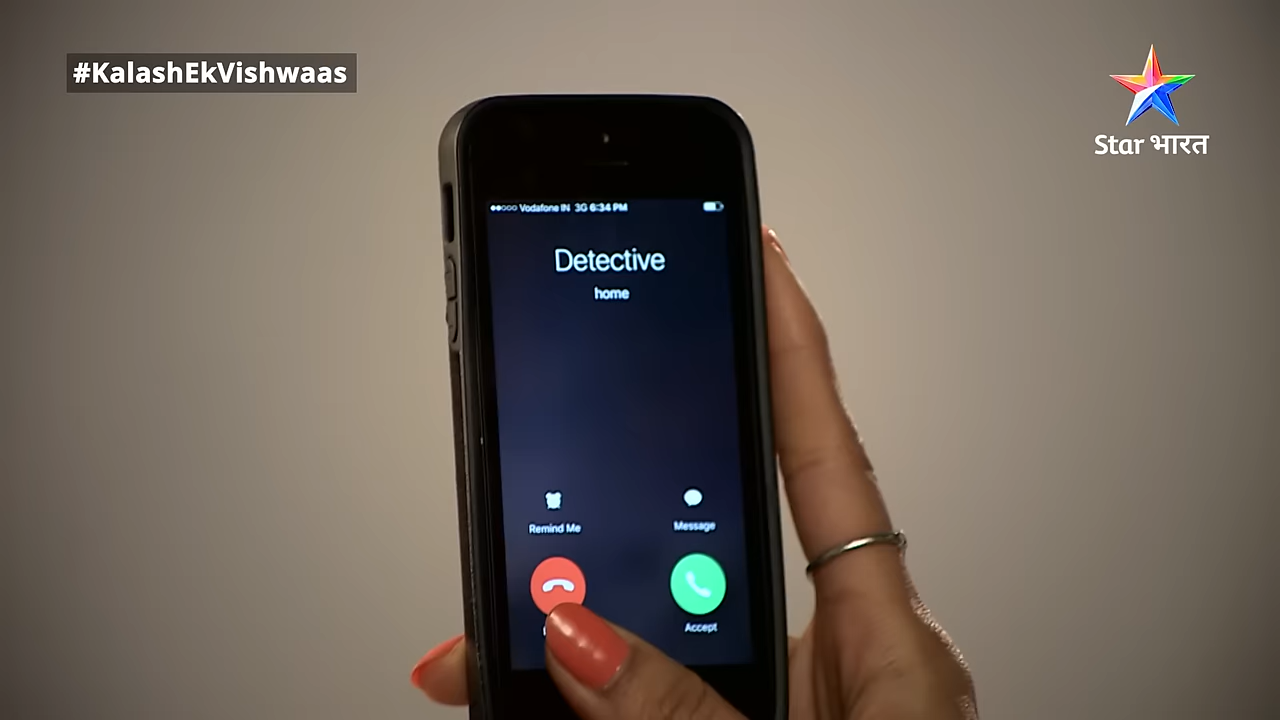 #KalashEkVishwaas
Star भारत
Vodafone IN 3G 6:34 PM
Detective
home
Remind Me
Message
Accept